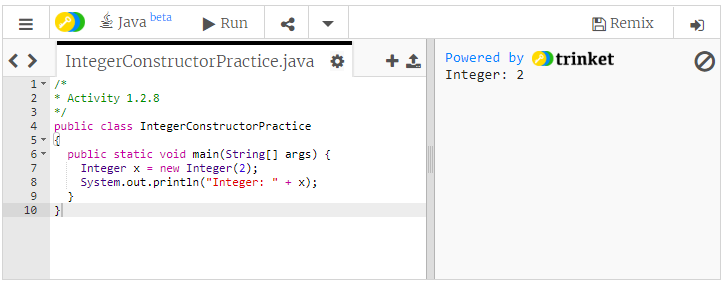 Java beta Run Remix
IntegerConstructorPractice.java
1 /*
2 * Activity 1.2.8
3 */
4 public class IntegerConstructorPractice
5 {
6 public static void main(String[] args) {
7 Integer x = new Integer(2);
8 System.out.println("Integer: " + x);
9 }
10 }
Powered by trinket
Integer: 2